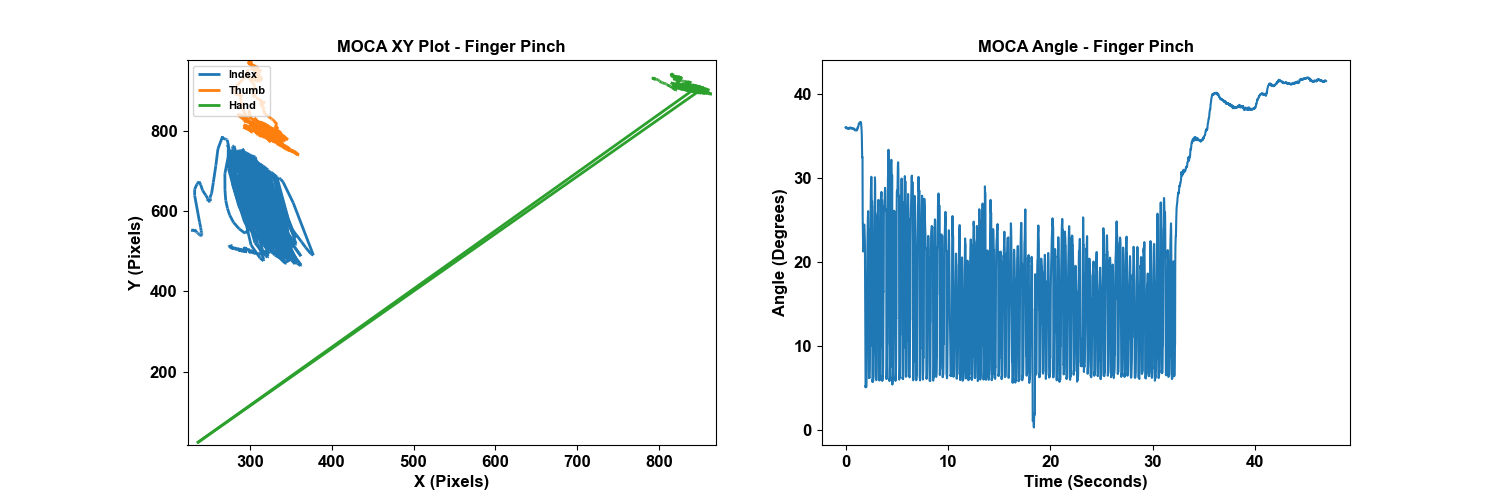 MOCA XY Plot - Finger Pinch
Index
Thumb
Hand
Y (Pixels)
800
600
400
200
300 400 500 600 700 800
X (Pixels)
MOCA Angle - Finger Pinch
Angle (Degrees)
40
30
20
10
0
0 10 20 30 40
Time (Seconds)